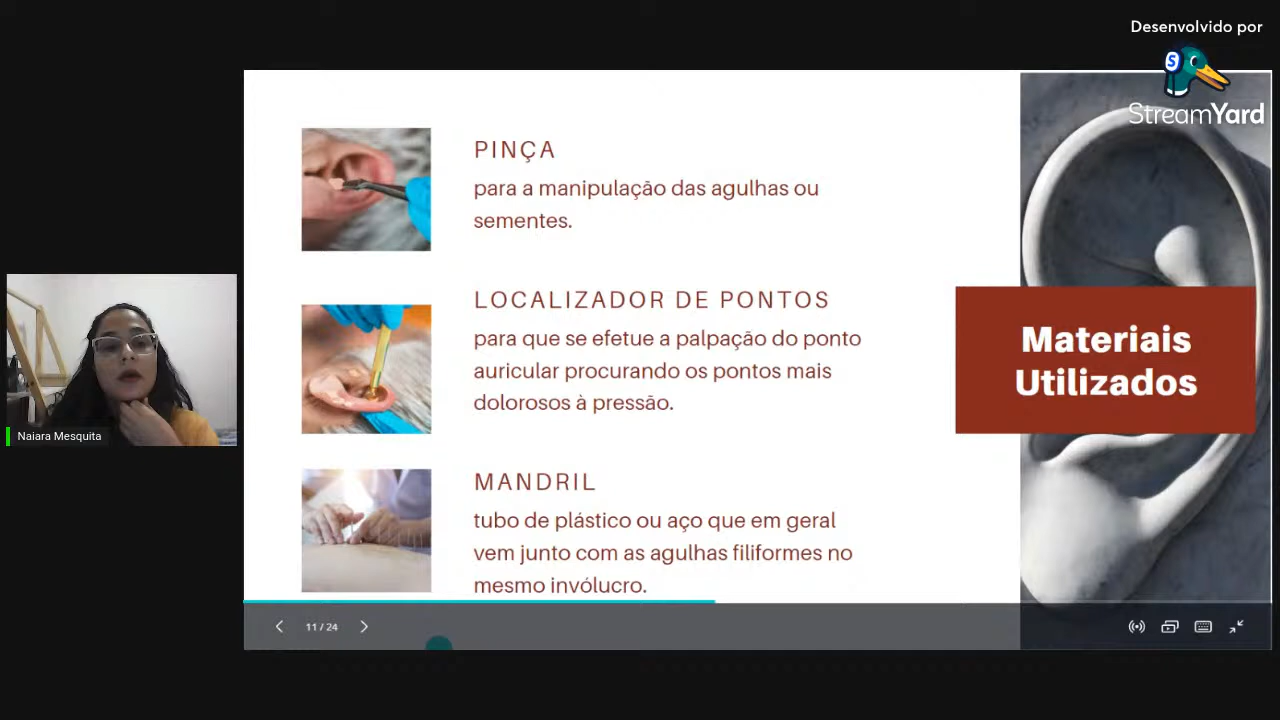 Desenvolvido por
StreamYard
PINÇA
para a manipulação das agulhas ou
sementes.
LOCALIZADOR DE PONTOS
para que se efetue a palpação do ponto
auricular procurando os pontos mais
dolorosos à pressão.
MANDRIL
tubo de plástico ou aço que em geral
vem junto com as agulhas filiformes no
mesmo invólucro.
Materiais
Utilizados
Naiara Mesquita
11 / 24